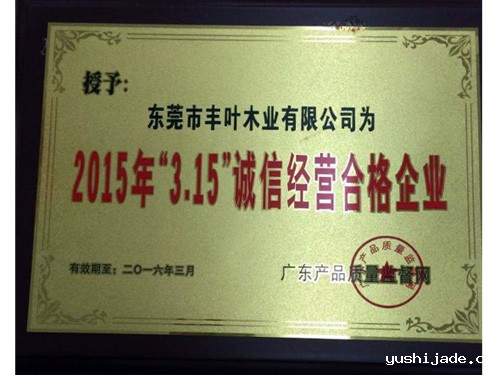 授予:
东莞市丰叶木业有限公司为
2015年“3.15”诚信经营合格企业
有效期至:二○一六年三月
广东产品质量监督网
yushijade.c